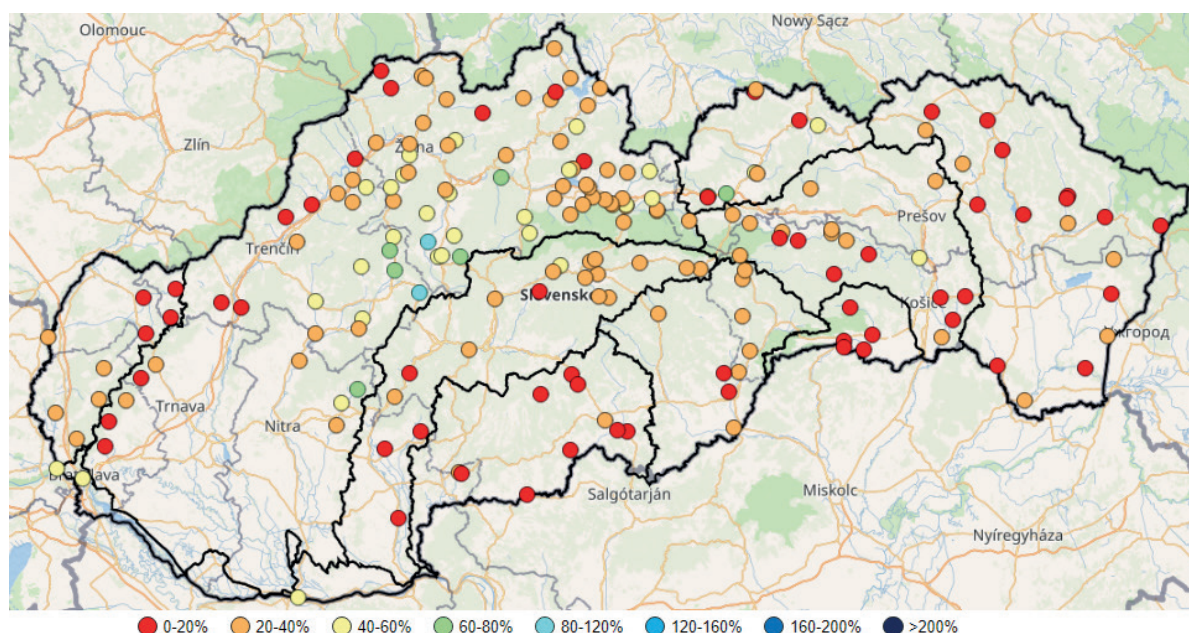 Nowy Sącz
Olomouc
Zlín
Žilina
Prešov
Trenčín
Slovensko
Košice
Ужгород
Trnava
Nitra
Bratislava
Salgótarján
Miskolc
Nyíregyháza
0-20% 20-40% 40-60% 60-80% 80-120% 120-160% 160-200% >200%